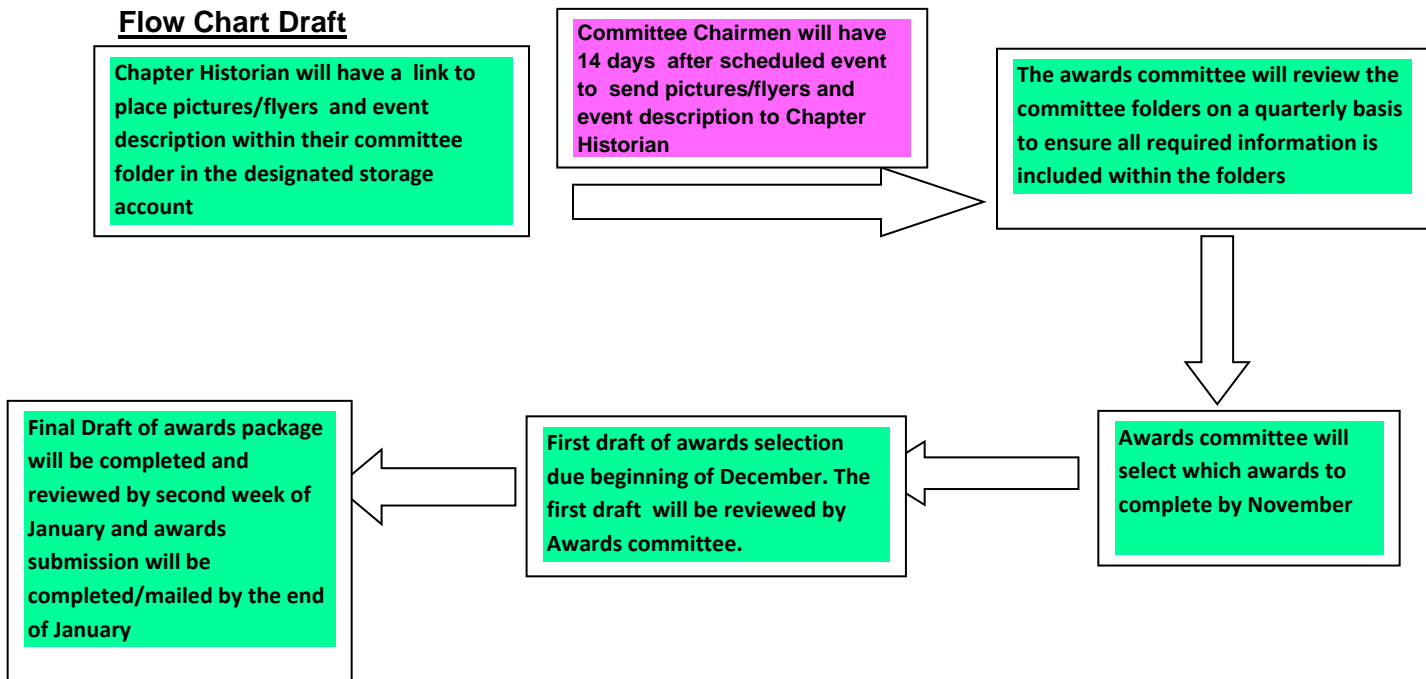 Flow Chart Draft
Chapter Historian will have a link to
place pictures/flyers and event
description within their committee
folder in the designated storage
account
Committee Chairmen will have
14 days after scheduled event
to send pictures/flyers and
event description to Chapter
Historian
The awards committee will review the
committee folders on a quarterly basis
to ensure all required information is
included within the folders
Awards committee will
select which awards to
complete by November
First draft of awards selection
due beginning of December. The
first draft will be reviewed by
Awards committee.
Final Draft of awards package
will be completed and
reviewed by second week of
January and awards
submission will be
completed/mailed by the end
of January